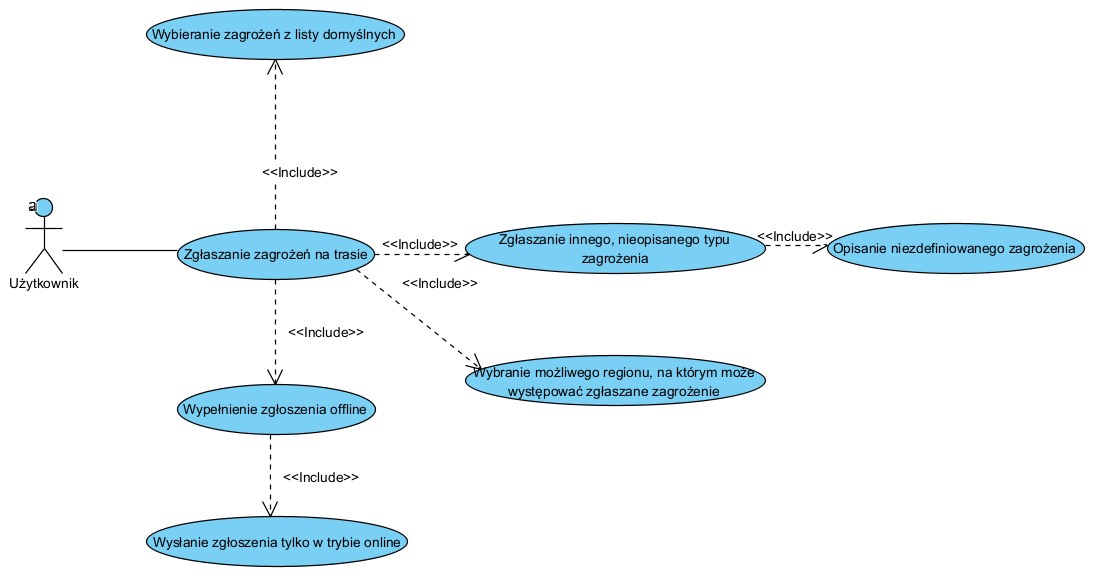 Wybieranie zagrożeń z listy domyślnych
<<Include>>
a
Użytkownik
Zgłaszanie zagrożeń na trasie
<<Include>>
Zgłaszanie innego, nieopisanego typu
zagrożenia
<<Include>>
Opisanie niezdefiniowanego zagrożenia
<<Include>>
<<Include>>
Wybranie możliwego regionu, na którym może
występować zgłaszane zagrożenie
Wypełnienie zgłoszenia offline
<<Include>>
Wysłanie zgłoszenia tylko w trybie online